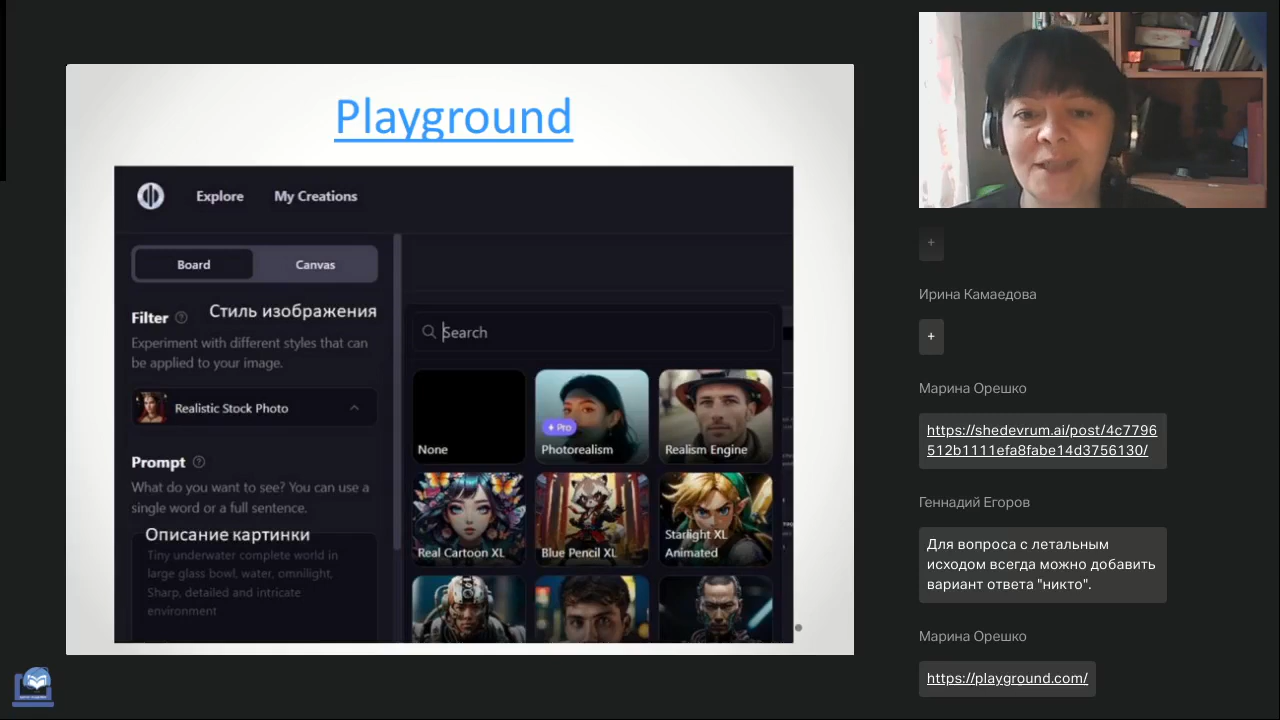 Playground
Explore
My Creations
Board
Canvas
Filter
Стиль изображения
Experiment with different styles that can
be applied to your image.
Realistic Stock Photo
Prompt
What do you want to see? You can use a
single word or a full sentence.
Описание картинки
Tiny underwater complete world in
large glass bowl, water, omnilight,
Sharp, detailed and intricate
environment
Search
None
Pro
Photorealism
Realism Engine
Real Cartoon XL
Blue Pencil XL
Starlight XL
Animated
+
Ирина Камаедова
+
Марина Орешко
https://shedevrum.ai/post/4c7796
512b1111efa8fabe14d3756130/
Геннадий Егоров
Для вопроса с летальным
исходом всегда можно добавить
вариант ответа "никто".
Марина Орешко
https://playground.com/